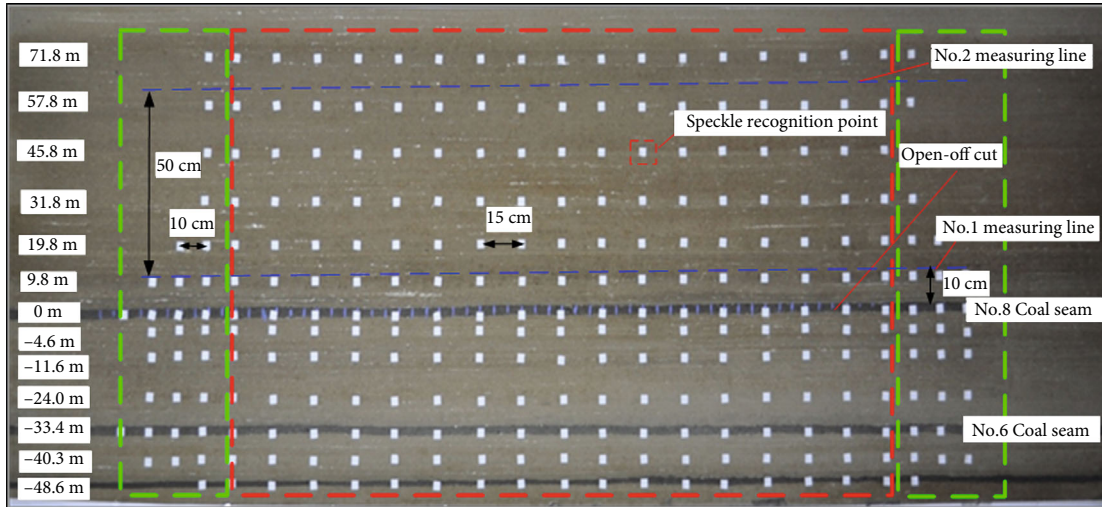 71.8 m
No.2 measuring line
57.8 m
Speckle recognition point
45.8 m
Open-off cut
50 cm
31.8 m
10 cm
15 cm
No.1 measuring line
19.8 m
9.8 m
10 cm
0 m
No.8 Coal seam
–4.6 m
–11.6 m
–24.0 m
–33.4 m
No.6 Coal seam
–40.3 m
–48.6 m